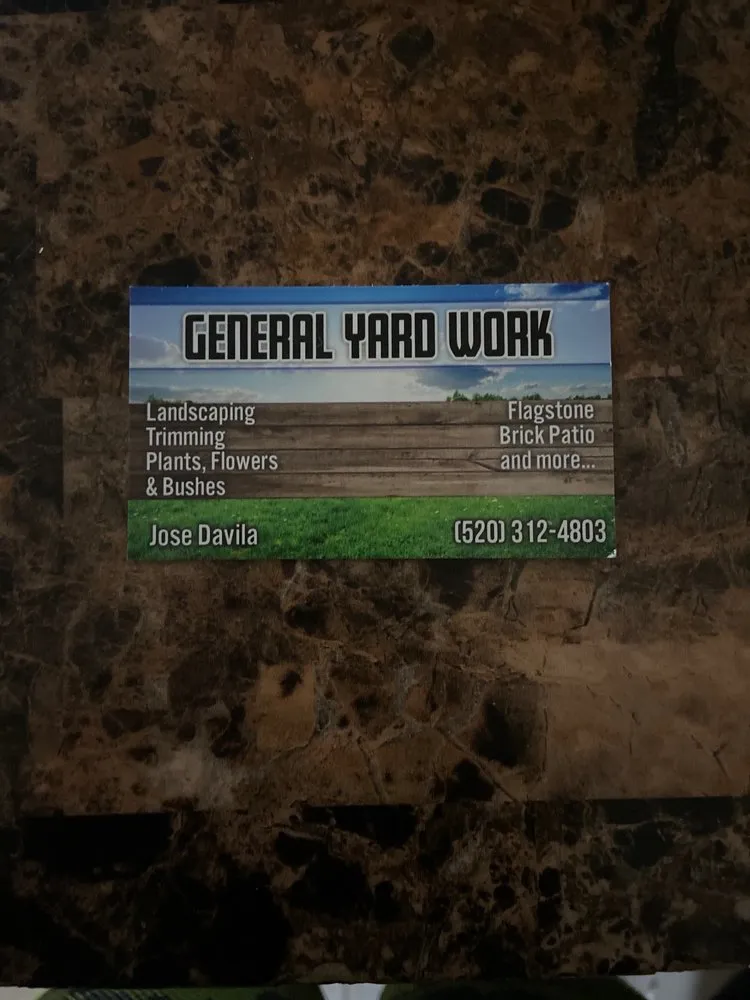 GENERAL YARD WORK
Landscaping
Trimming
Plants, Flowers
& Bushes
Flagstone
Brick Patio
and more...
Jose Davila
(520) 312-4803